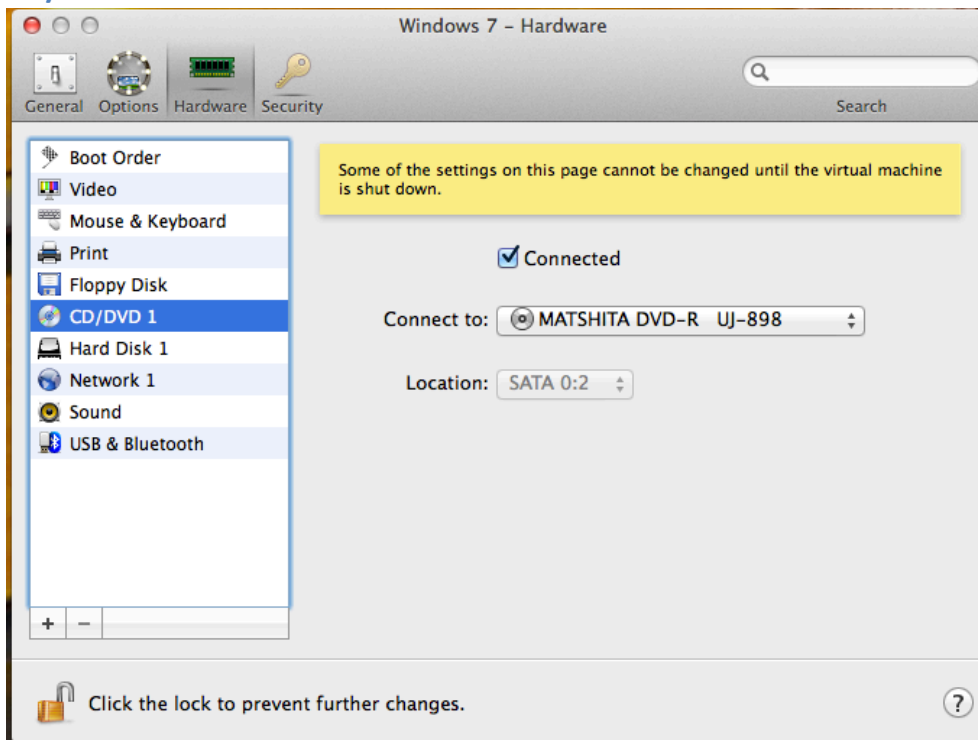 Windows 7 – Hardware
General Options Hardware Security
Search
Boot Order
Video
Mouse & Keyboard
Print
Floppy Disk
CD/DVD 1
Hard Disk 1
Network 1
Sound
USB & Bluetooth
+ −
Some of the settings on this page cannot be changed until the virtual machine
is shut down.
Connected
Connect to: MATSHITA DVD-R UJ-898
Location: SATA 0:2
Click the lock to prevent further changes.
?